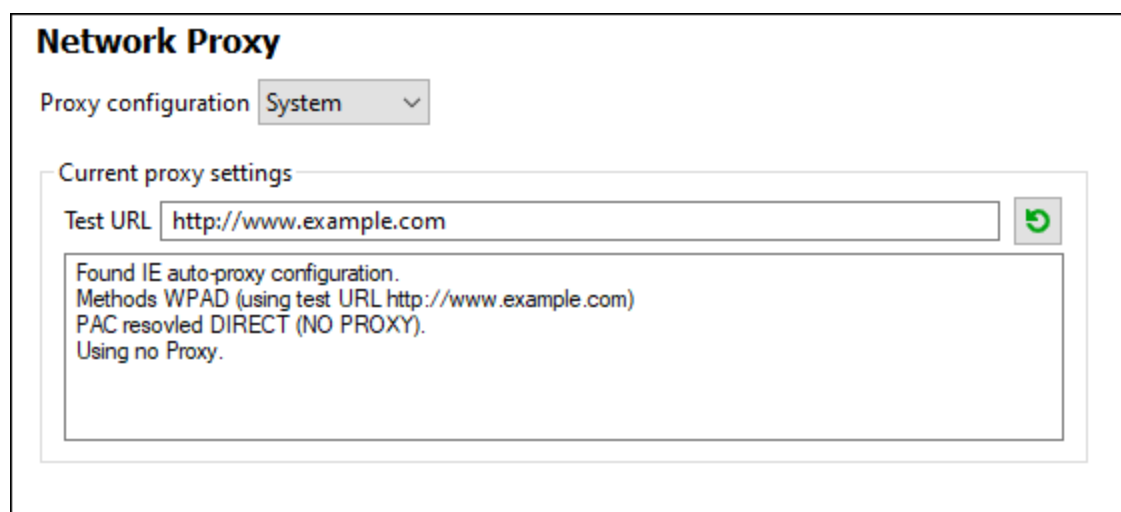 Network Proxy
Proxy configuration System
Current proxy settings
Test URL http://www.example.com
Found IE auto-proxy configuration.
Methods WPAD (using test URL http://www.example.com)
PAC resovled DIRECT (NO PROXY).
Using no Proxy.